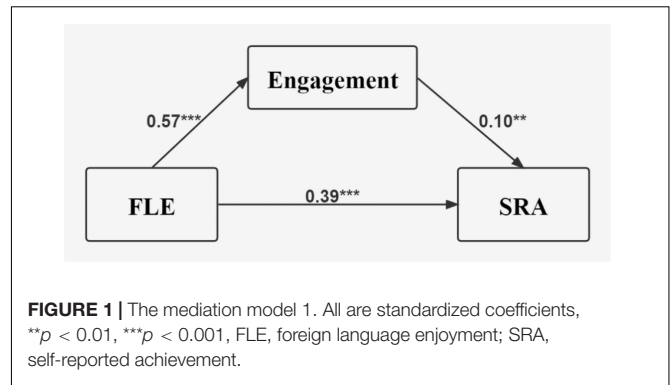 Engagement
0.57***
0.10**
FLE
0.39***
SRA
FIGURE 1 | The mediation model 1. All are standardized coefficients,
**p < 0.01, ***p < 0.001, FLE, foreign language enjoyment; SRA,
self-reported achievement.